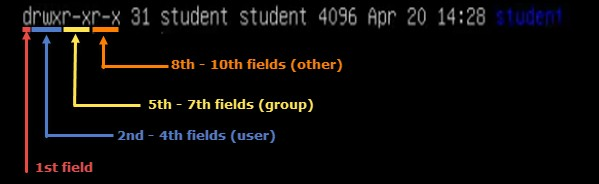 drwxr-xr-x 31 student student 4096 Apr 20 14:28 student
8th - 10th fields (other)
5th - 7th fields (group)
2nd - 4th fields (user)
1st field